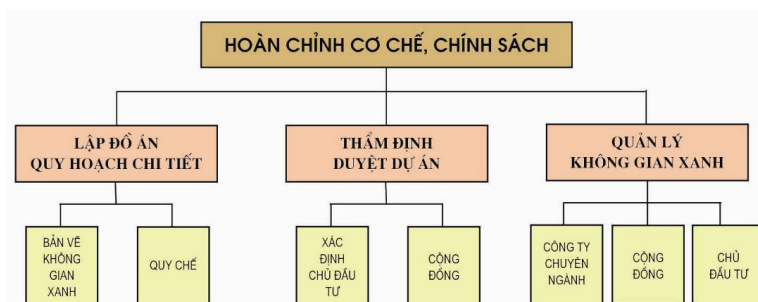 HOÀN CHỈNH CƠ CHẾ, CHÍNH SÁCH
LẬP ĐỒ ÁN
QUY HOẠCH CHI TIẾT
THẨM ĐỊNH
DUYỆT DỰ ÁN
QUẢN LÝ
KHÔNG GIAN XANH
BẢN VẼ
KHÔNG
GIAN
XANH
QUY CHẾ
XÁC
ĐỊNH
CHỦ ĐẦU
TƯ
CỘNG
ĐỒNG
CÔNG TY
CHUYÊN
NGÀNH
CỘNG
ĐỒNG
CHỦ
ĐẦU TƯ